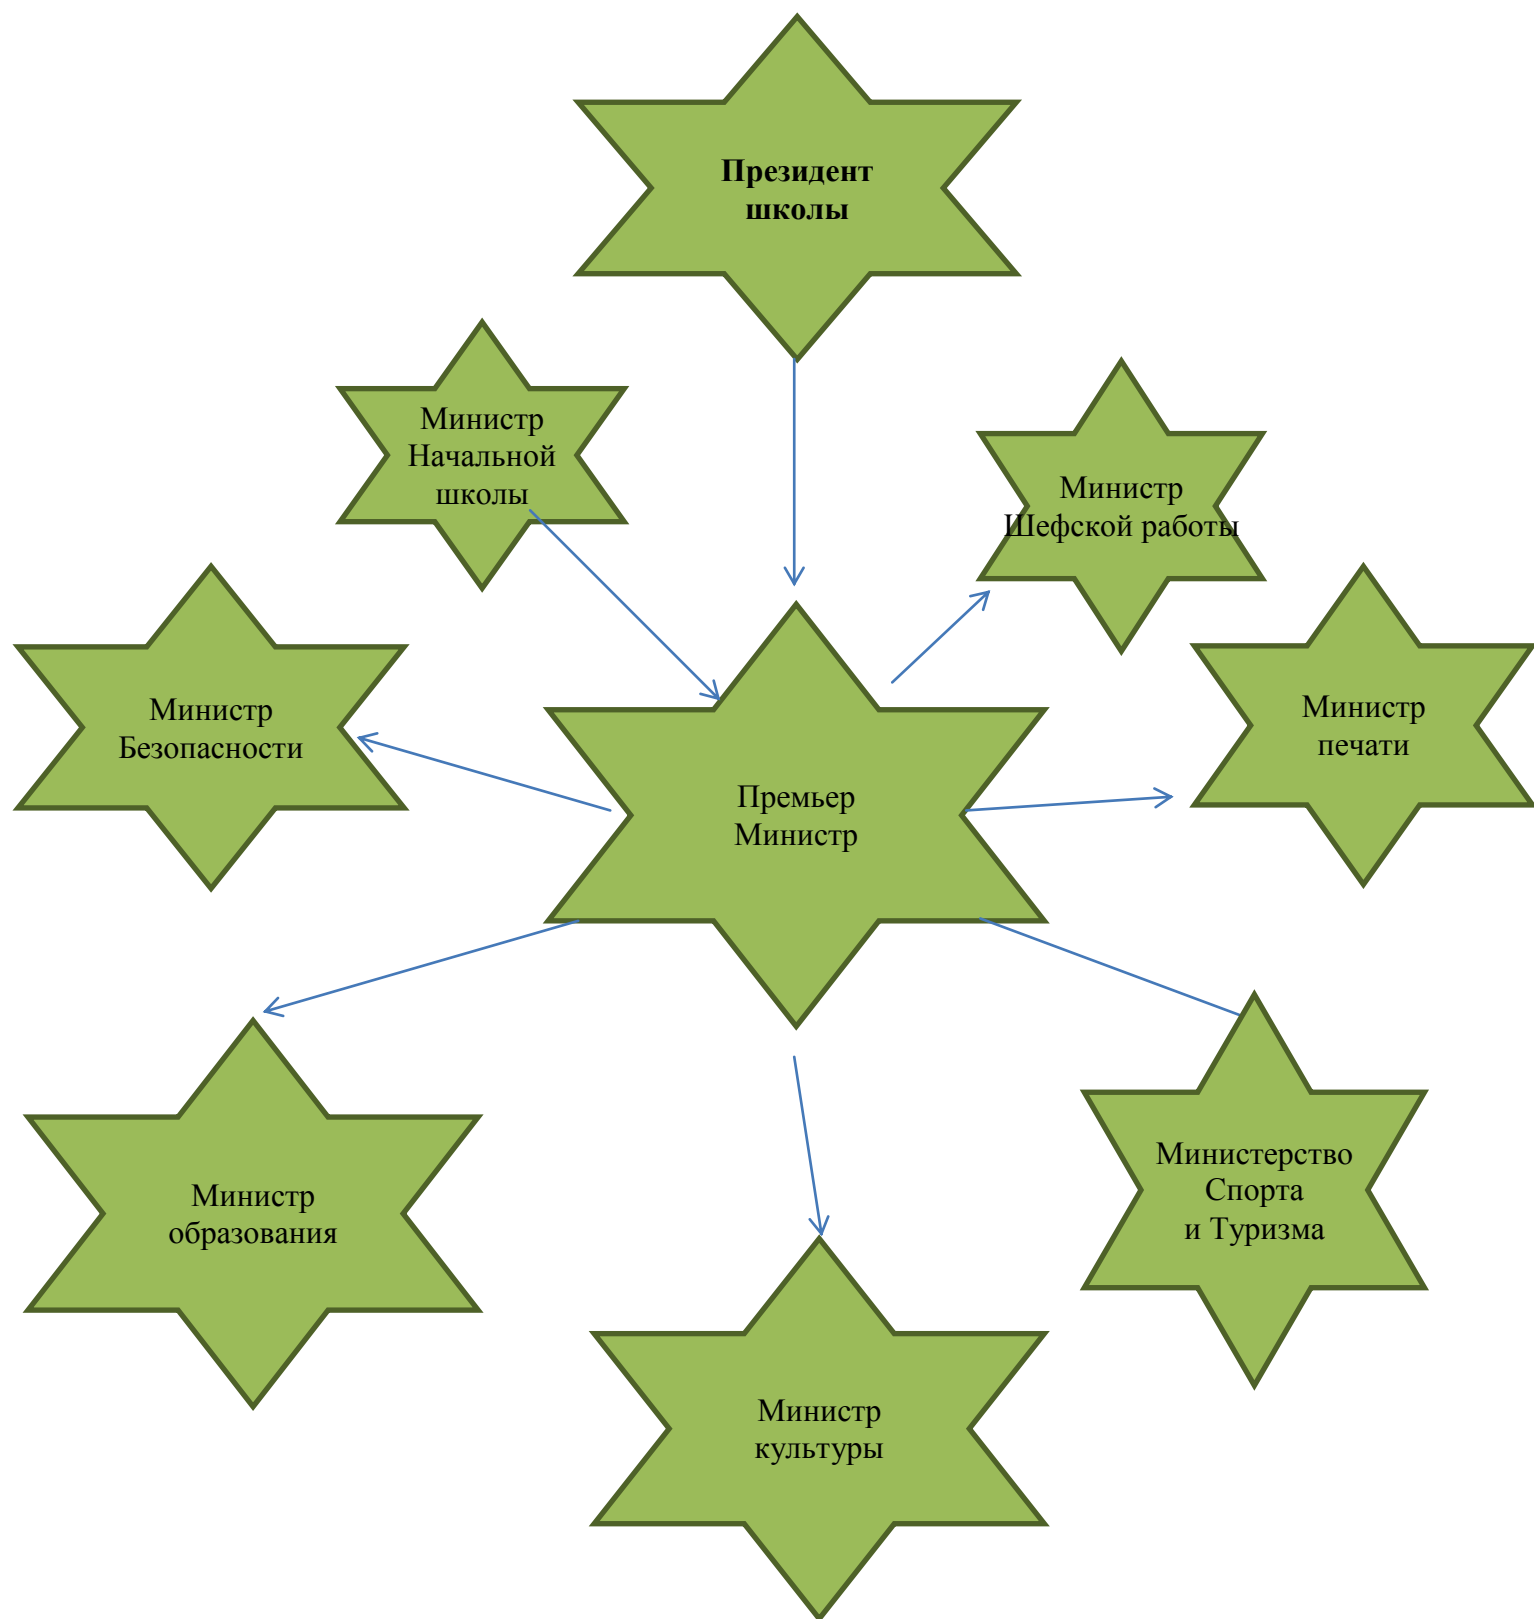 Президент
школы
Министр
Начальной
школы
Министр
Шефской работы
Министр
Безопасности
Министр
печати
Премьер
Министр
Министр
образования
Министерство
Спорта
и Туризма
Министр
культуры